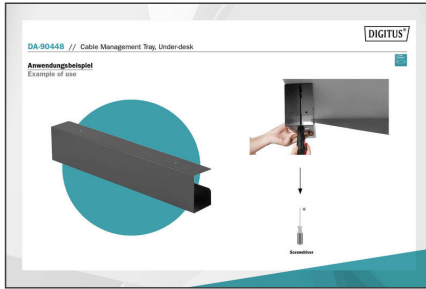 DIGITUS®
DA-90448 // Cable Management Tray, Under-desk
Anwendungsbeispiel
Example of use
Screwdriver